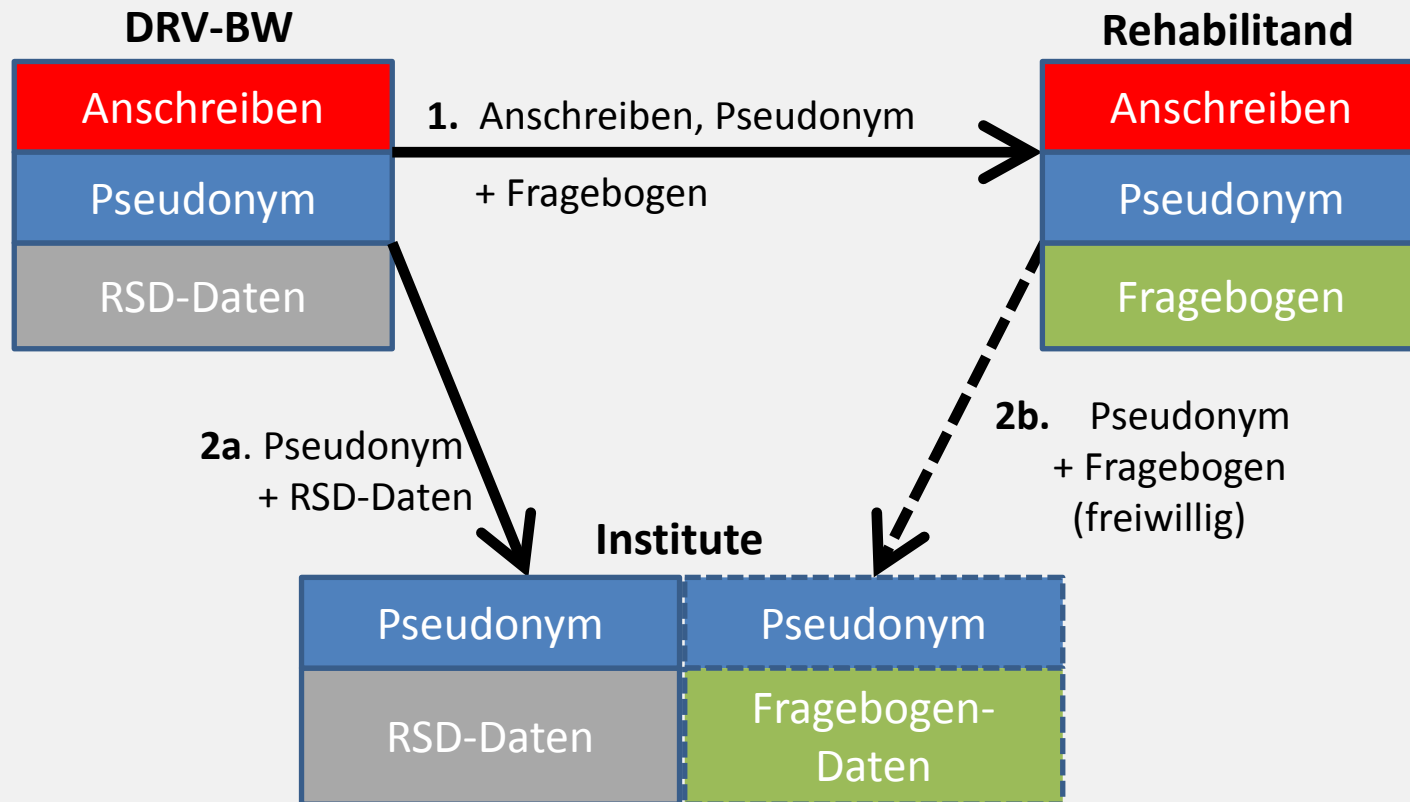 DRV-BW
Rehabilitand
Anschreiben
Pseudonym
RSD-Daten
1. Anschreiben, Pseudonym
+ Fragebogen
Anschreiben
Pseudonym
Fragebogen
2a. Pseudonym
+ RSD-Daten
2b. Pseudonym
+ Fragebogen
(freiwillig)
Institute
Pseudonym
RSD-Daten
Pseudonym
Fragebogen-
Daten